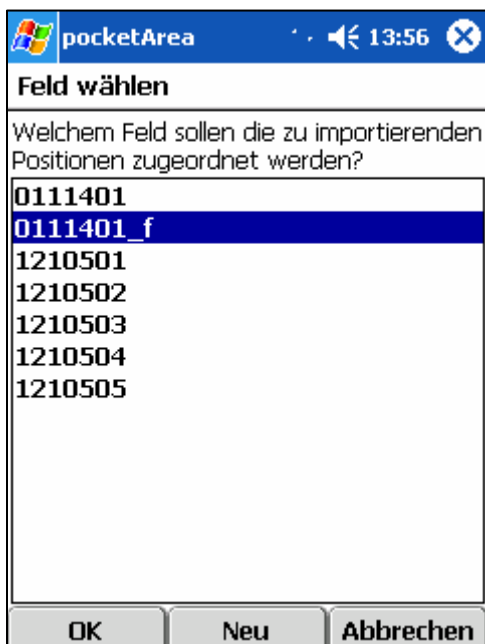 pocketArea 13:56
Feld wählen
Welchem Feld sollen die zu importierenden
Positionen zugeordnet werden?
0111401
0111401_f
1210501
1210502
1210503
1210504
1210505
OK Neu Abbrechen